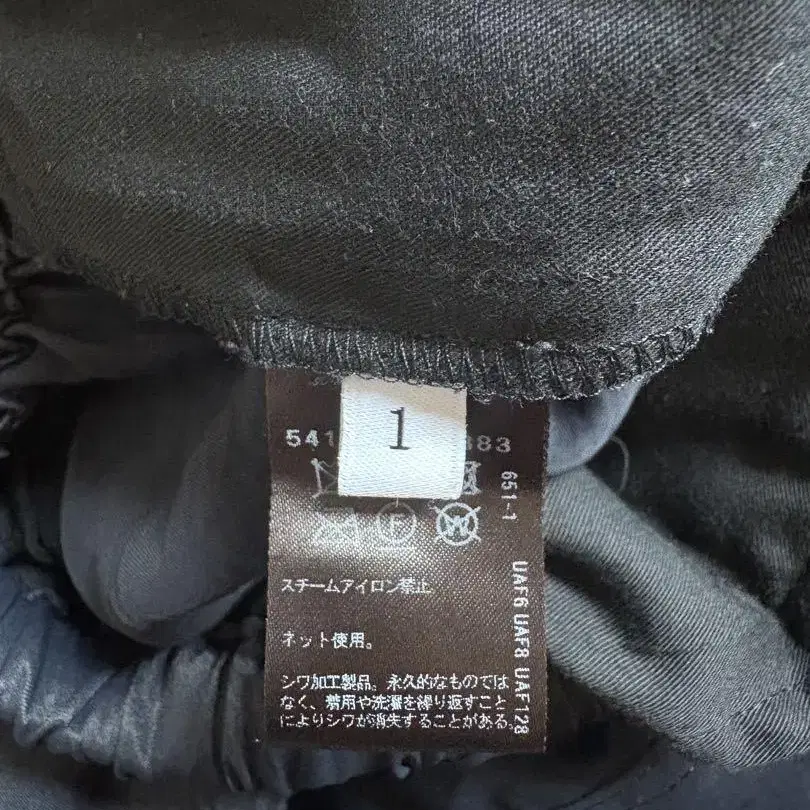 1
541
383
651-1
F
W
UAF6 UAF8 UAF128
スチームアイロン禁止
ネット使用。
シワ加工製品。永久的なものでは
なく、着用や洗濯を繰り返すこと
によりシワが消失することがある。